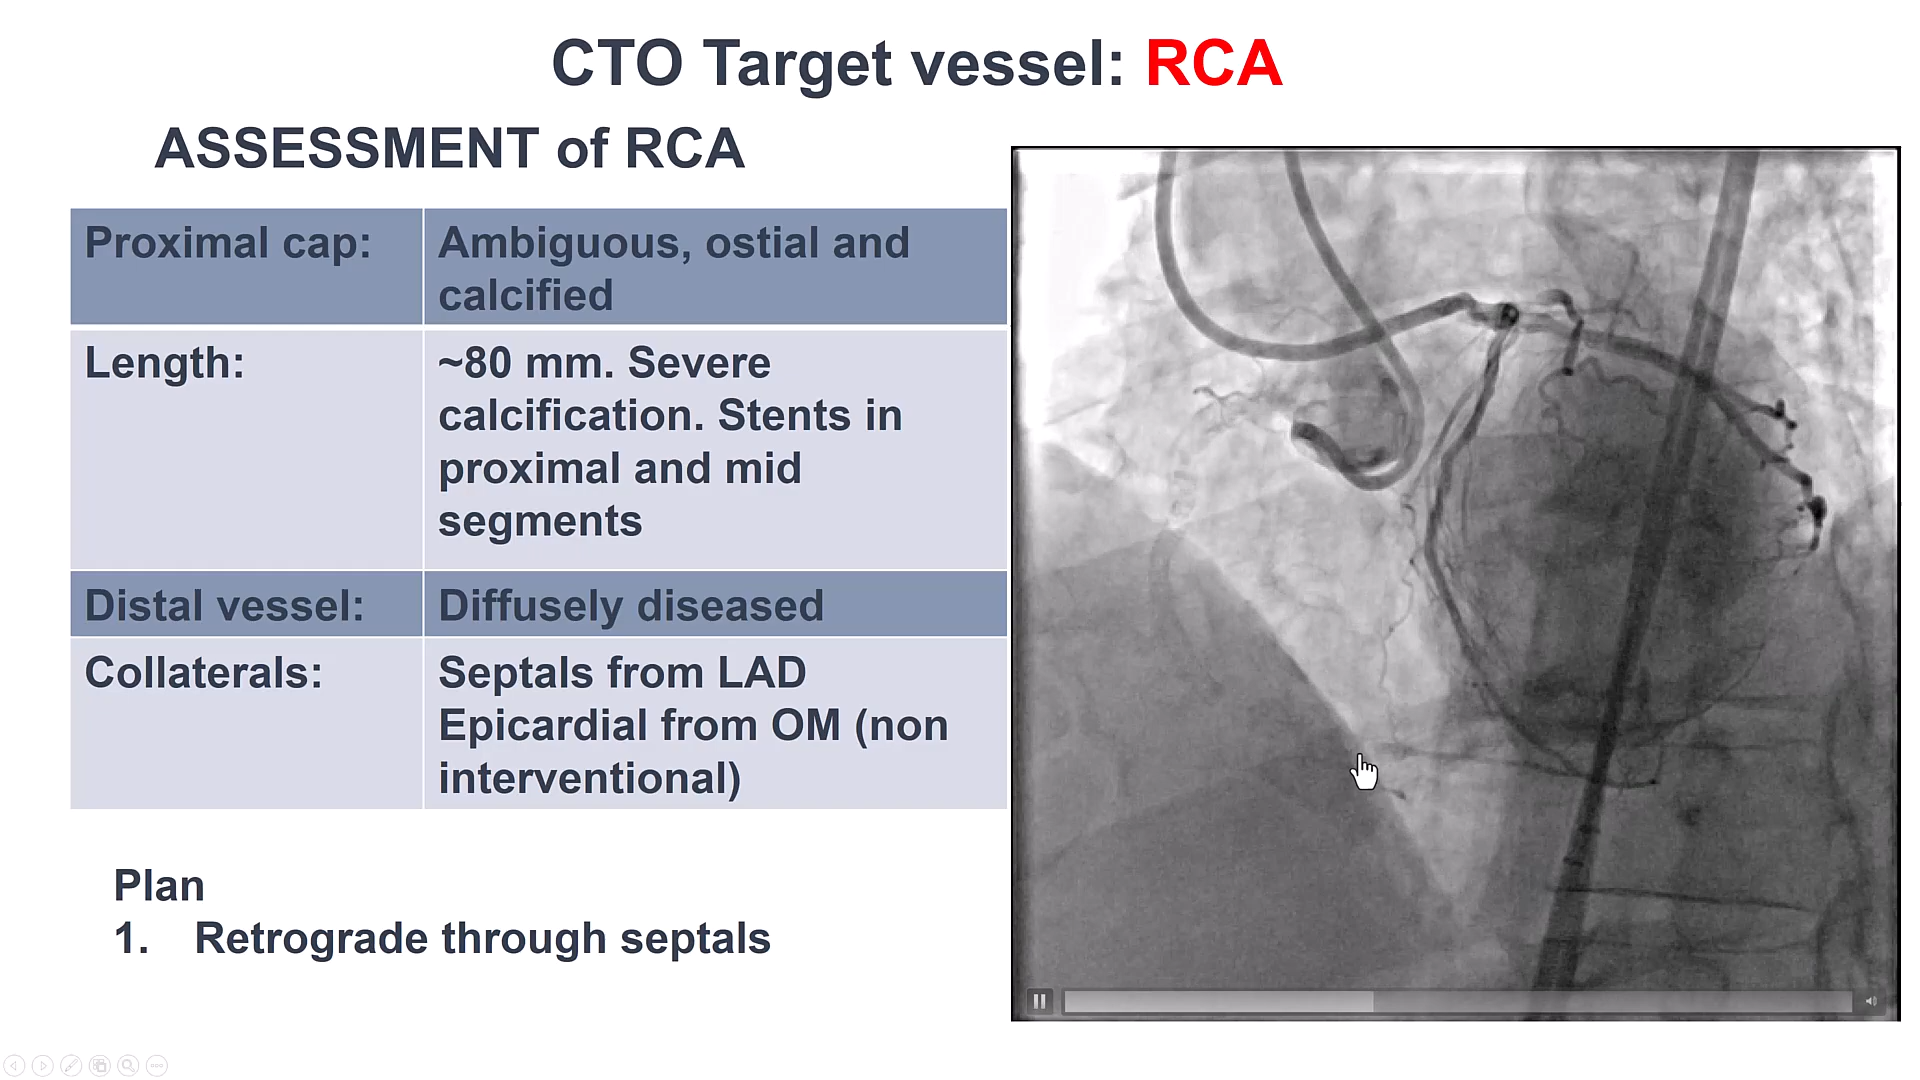 CTO Target vessel: RCA
ASSESSMENT of RCA
Proximal cap:
Ambiguous, ostial and
calcified
Length:
~80 mm. Severe
calcification. Stents in
proximal and mid
segments
Distal vessel:
Diffusely diseased
Collaterals:
Septals from LAD
Epicardial from OM (non
interventional)
Plan
1. Retrograde through septals